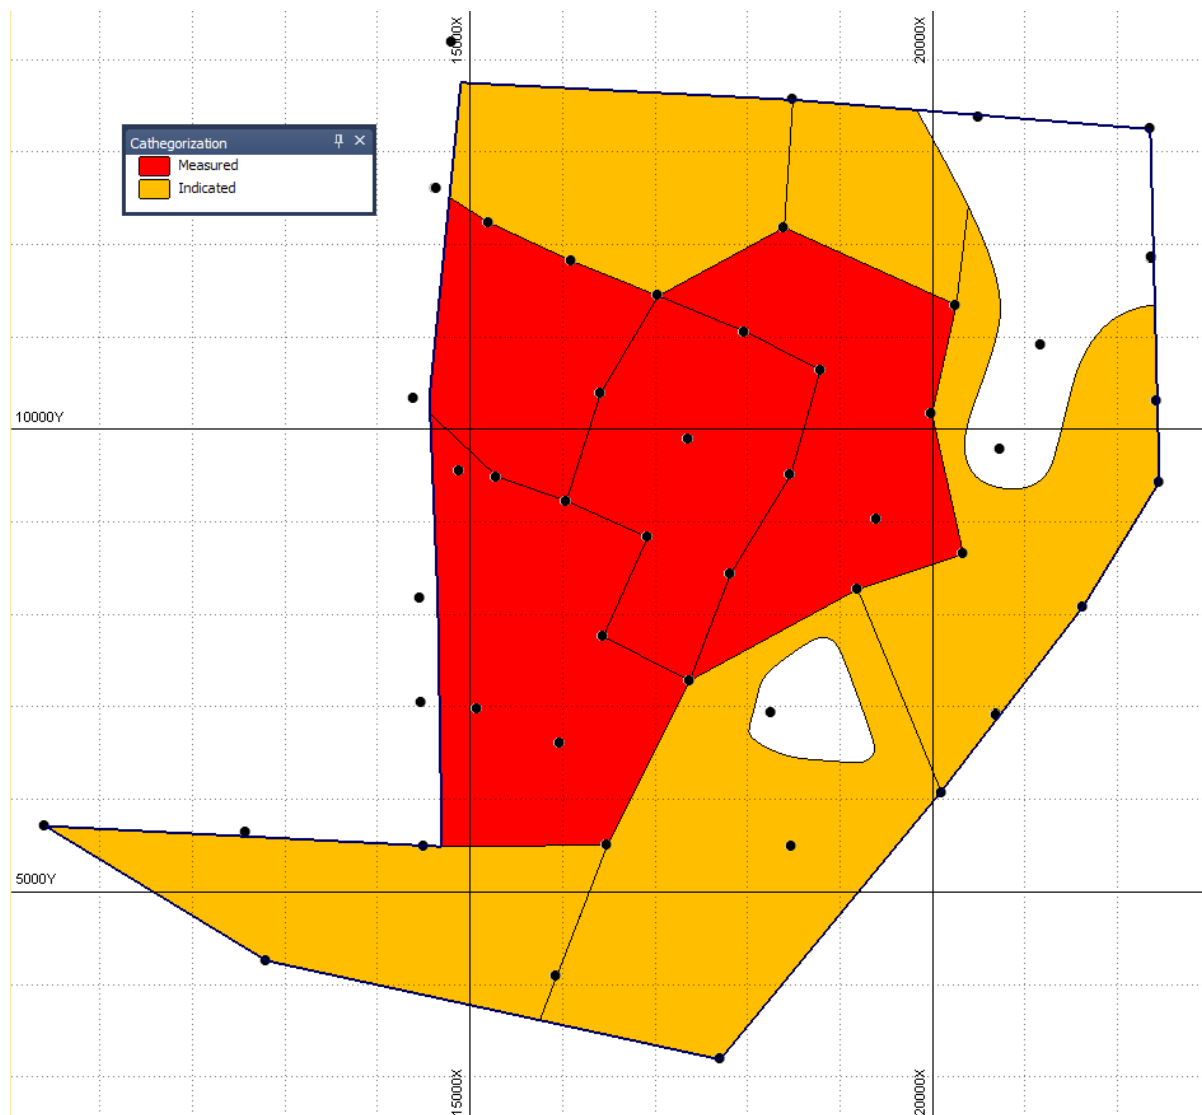 15000X
20000X
Cathegorization
Measured
Indicated
10000Y
5000Y
15000X
20000X